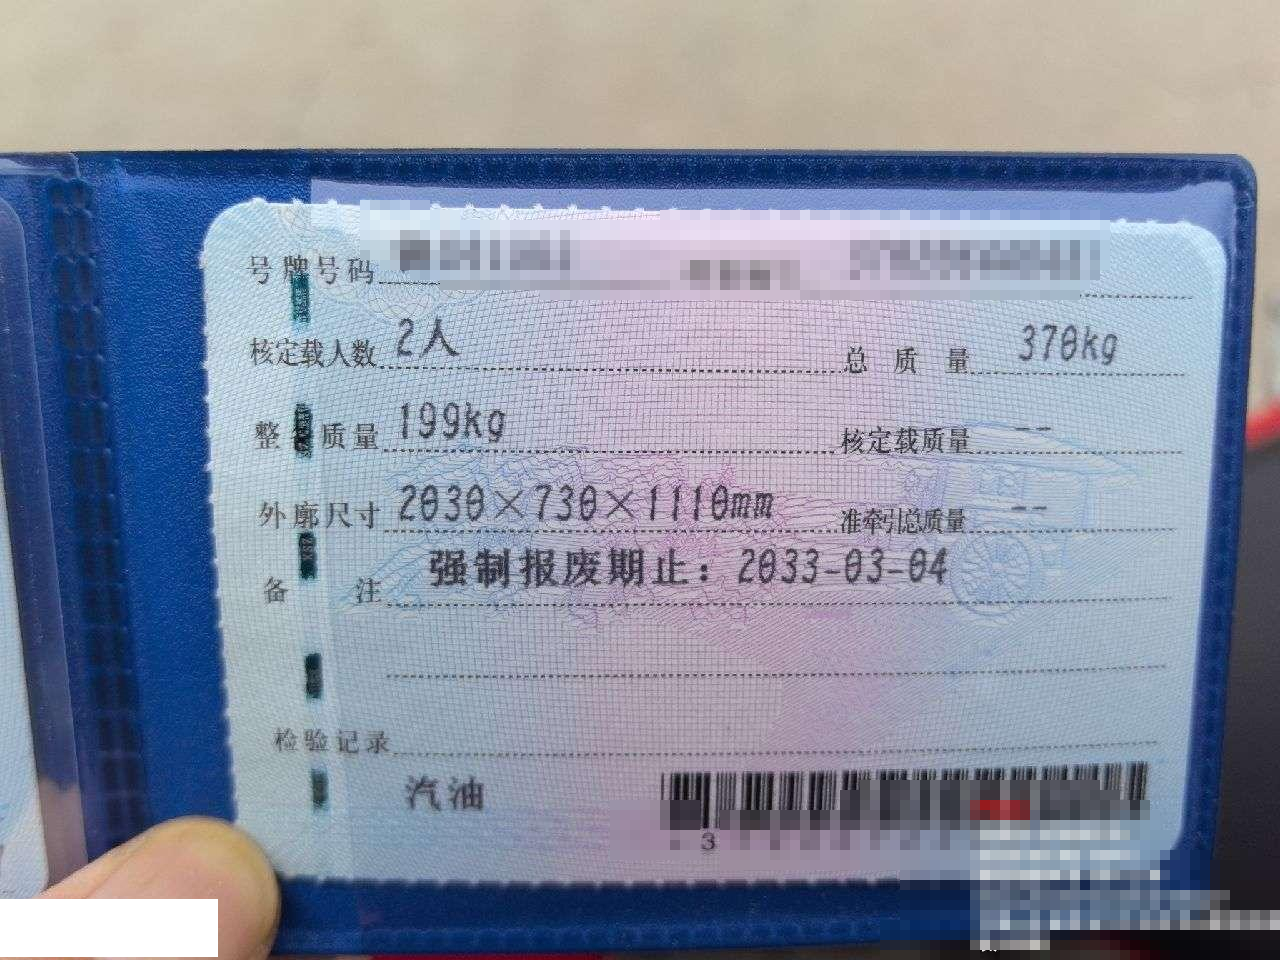 号牌号码
核定载人数 2人 总质量 370kg
整备质量 199kg 核定载质量 --
外廓尺寸 2030×730×1110mm 准牵引总质量 --
备注 强制报废期止：2033-03-04
检验记录
汽油
3